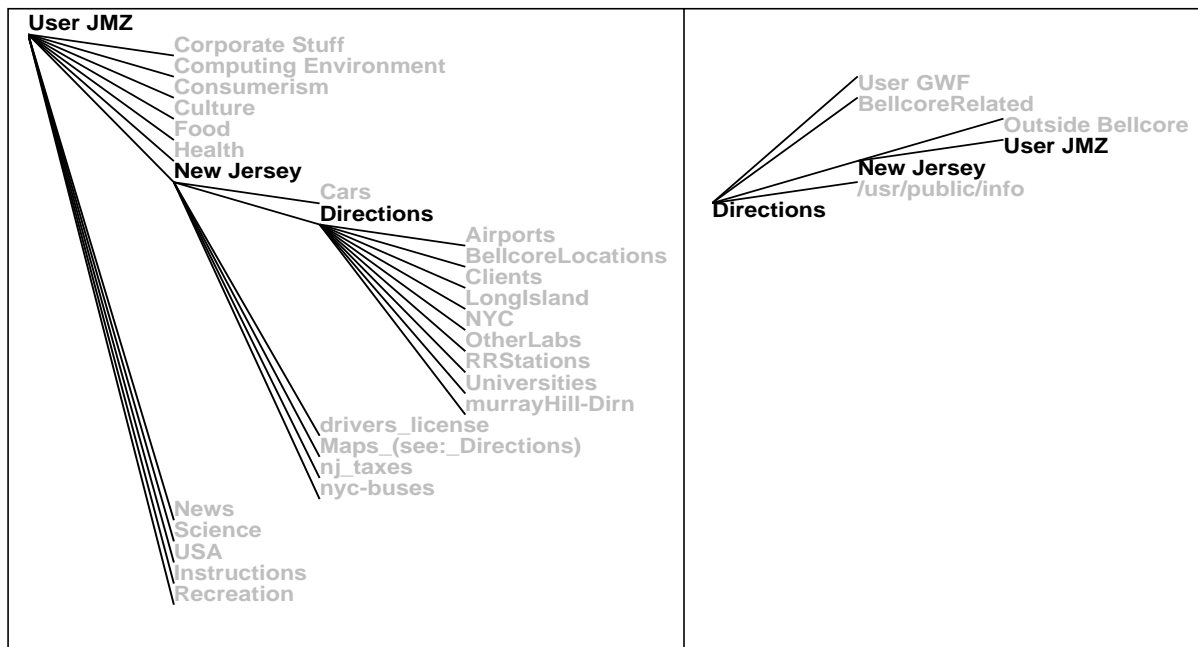 User JMZ
Corporate Stuff
Computing Environment
Consumerism
Culture
Food
Health
New Jersey
Cars
Directions
Airports
BellcoreLocations
Clients
LongIsland
NYC
OtherLabs
RRStations
Universities
murrayHill-Dirn
drivers_license
Maps_(see:_Directions)
nj_taxes
nyc-buses
News
Science
USA
Instructions
Recreation
User GWF
BellcoreRelated
Outside Bellcore
User JMZ
New Jersey
/usr/public/info
Directions